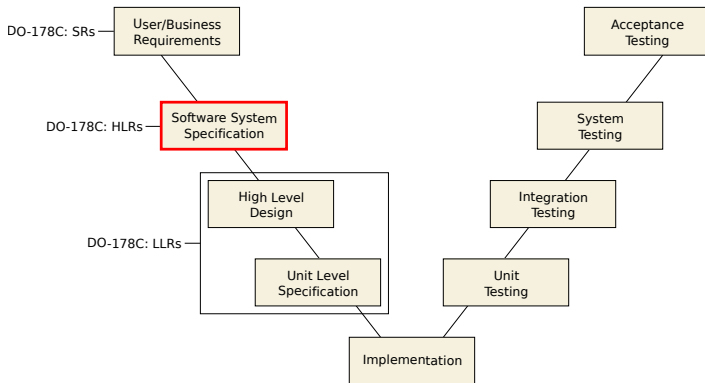 DO-178C: SRs
User/Business
Requirements
Acceptance
Testing
DO-178C: HLRs
Software System
Specification
System
Testing
High Level
Design
Integration
Testing
DO-178C: LLRs
Unit Level
Specification
Unit
Testing
Implementation